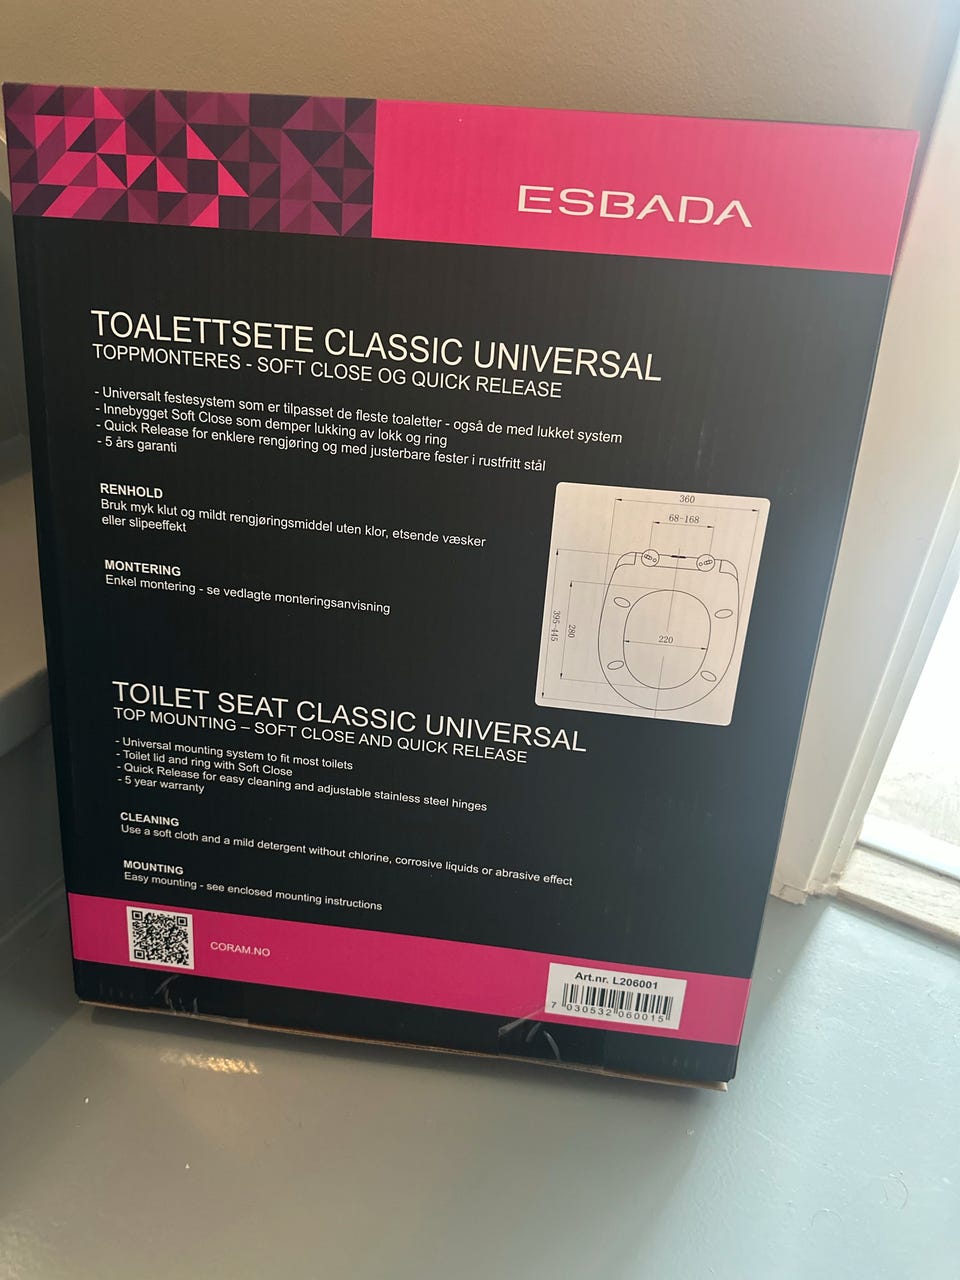 ESBADA
TOALETTSETE CLASSIC UNIVERSAL
TOPPMONTERES - SOFT CLOSE OG QUICK RELEASE
- Universalt festesystem som er tilpasset de fleste toaletter - også de med lukket system
- Innebygget Soft Close som demper lukking av lokk og ring
- Quick Release for enklere rengjøring og med justerbare fester i rustfritt stål
- 5 års garanti
RENHOLD
Bruk myk klut og mildt rengjøringsmiddel uten klor, etsende væsker
eller slipeeffekt
MONTERING
Enkel montering - se vedlagte monteringsanvisning
360
68-168
395-445
280
220
TOILET SEAT CLASSIC UNIVERSAL
TOP MOUNTING – SOFT CLOSE AND QUICK RELEASE
- Universal mounting system to fit most toilets
- Toilet lid and ring with Soft Close
- Quick Release for easy cleaning and adjustable stainless steel hinges
- 5 year warranty
CLEANING
Use a soft cloth and a mild detergent without chlorine, corrosive liquids or abrasive effect
MOUNTING
Easy mounting - see enclosed mounting instructions
CORAM.NO
Art.nr. L206001
7 030532 060015